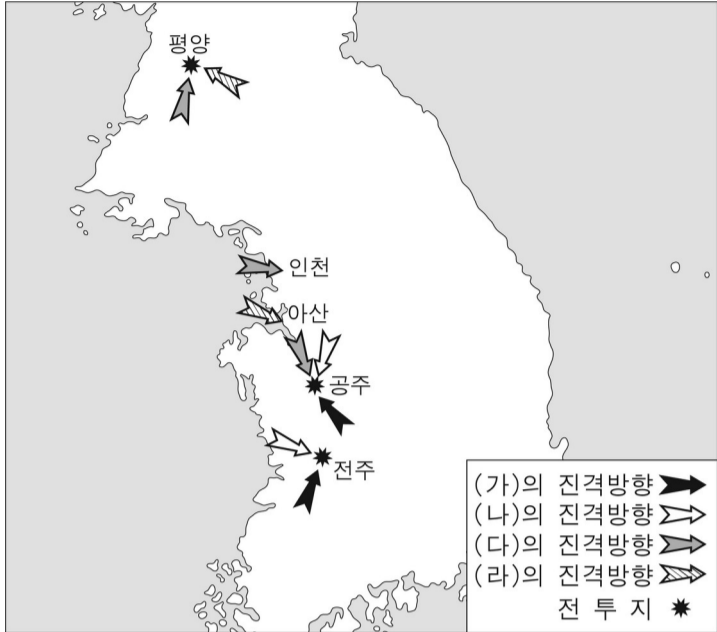 평양
인천
아산
공주
전주
(가)의 진격방향
(나)의 진격방향
(다)의 진격방향
(라)의 진격방향
전 투 지